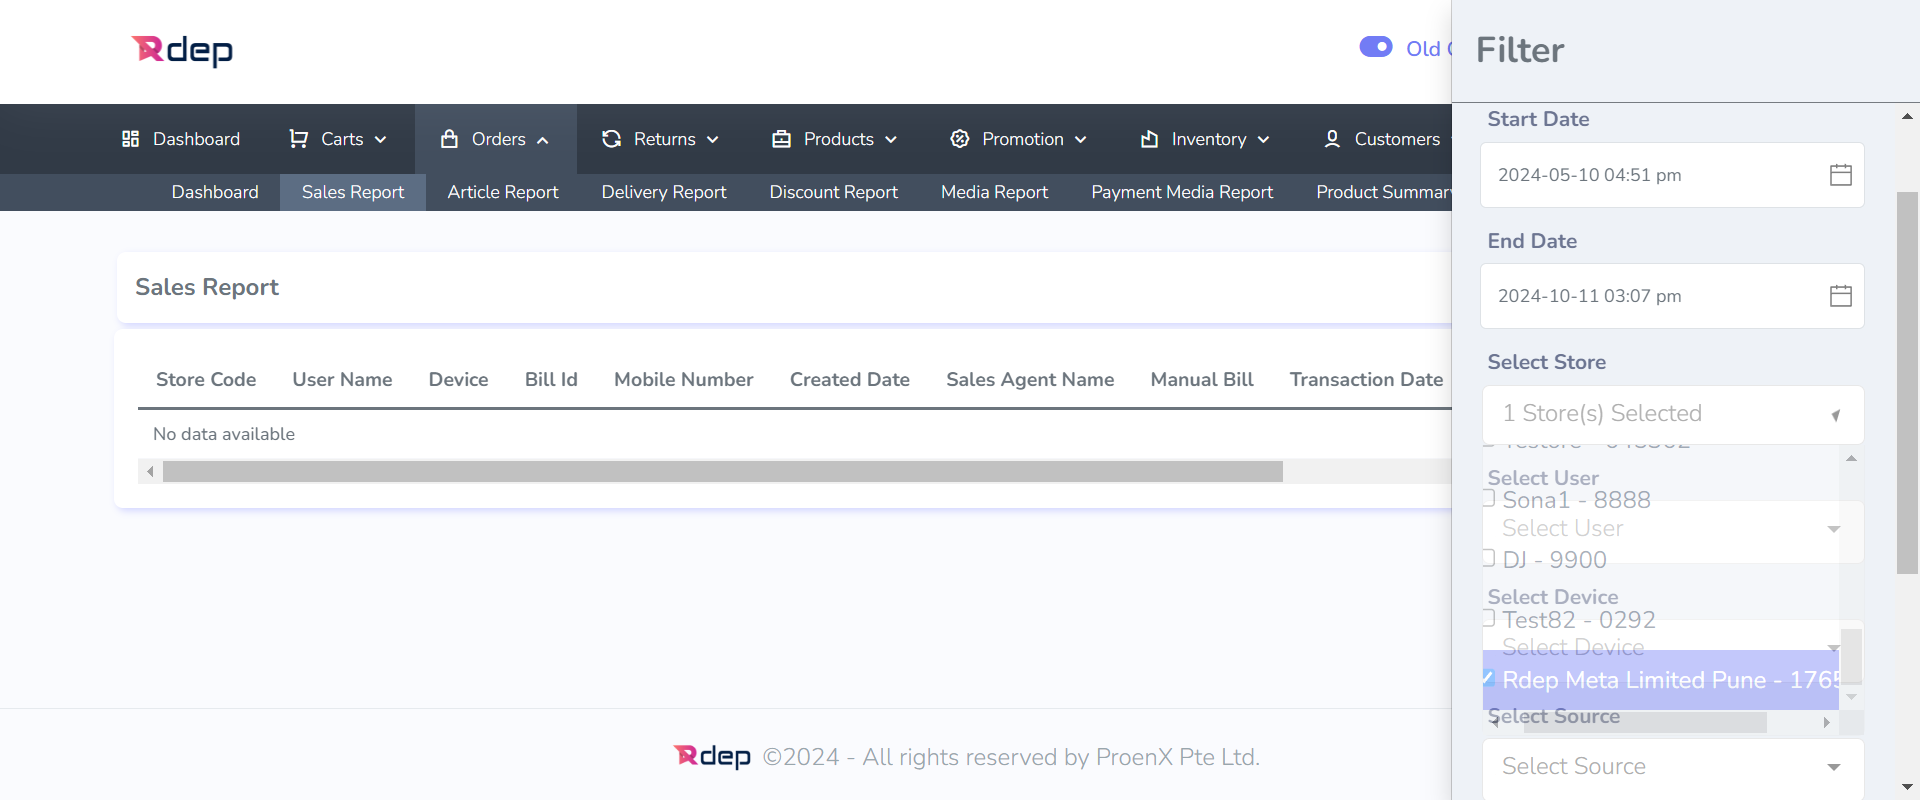 Rdep
Old
Filter
Dashboard Carts Orders Returns Products Promotion Inventory Customers
Dashboard Sales Report Article Report Delivery Report Discount Report Media Report Payment Media Report Product Summary
Start Date
2024-05-10 04:51 pm
End Date
2024-10-11 03:07 pm
Sales Report
Store Code User Name Device Bill Id Mobile Number Created Date Sales Agent Name Manual Bill Transaction Date
No data available
Select Store
1 Store(s) Selected
Select User
Sona1 - 8888
Select User
DJ - 9900
Select Device
Test82 - 0292
Select Device
Rdep Meta Limited Pune - 1765
Select Source
Select Source
Rdep ©2024 - All rights reserved by ProenX Pte Ltd.